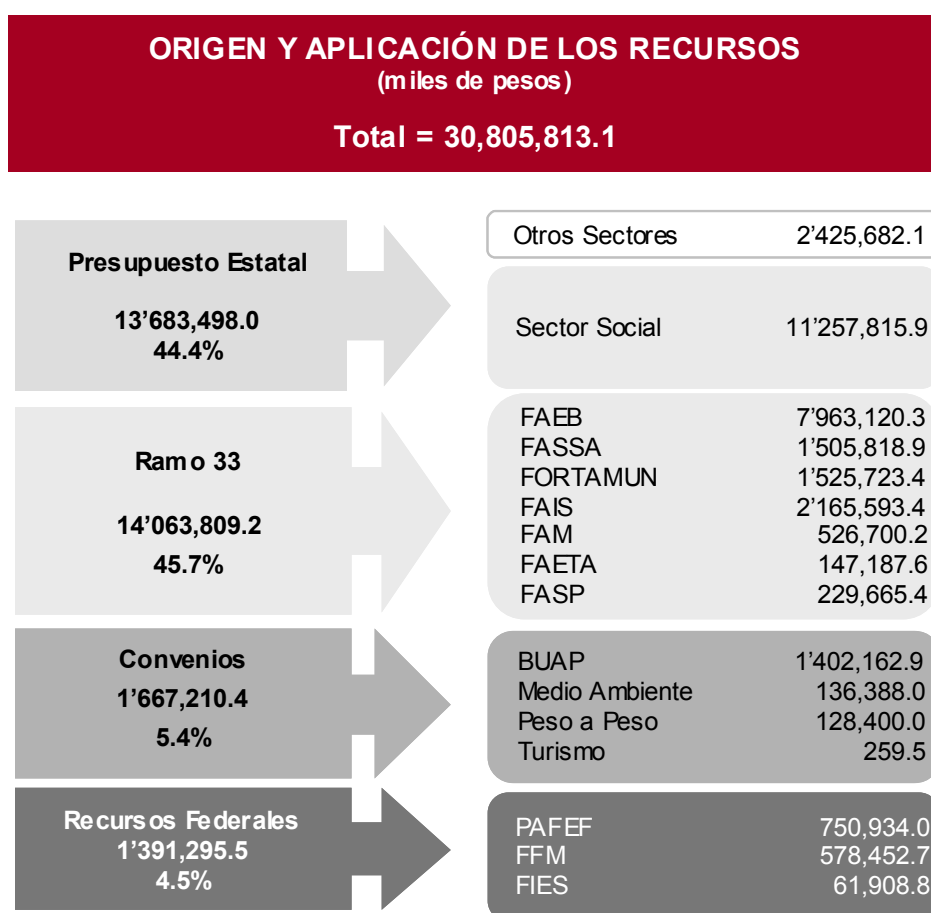 ORIGEN Y APLICACIÓN DE LOS RECURSOS
(miles de pesos)
Total = 30,805,813.1
Presupuesto Estatal
13’683,498.0
44.4%
Otros Sectores 2’425,682.1
Sector Social 11’257,815.9
Ramo 33
14’063,809.2
45.7%
FAEB 7’963,120.3
FASSA 1’505,818.9
FORTAMUN 1’525,723.4
FAIS 2’165,593.4
FAM 526,700.2
FAETA 147,187.6
FASP 229,665.4
Convenios
1’667,210.4
5.4%
BUAP 1’402,162.9
Medio Ambiente 136,388.0
Peso a Peso 128,400.0
Turismo 259.5
Recursos Federales
1’391,295.5
4.5%
PAFEF 750,934.0
FFM 578,452.7
FIES 61,908.8